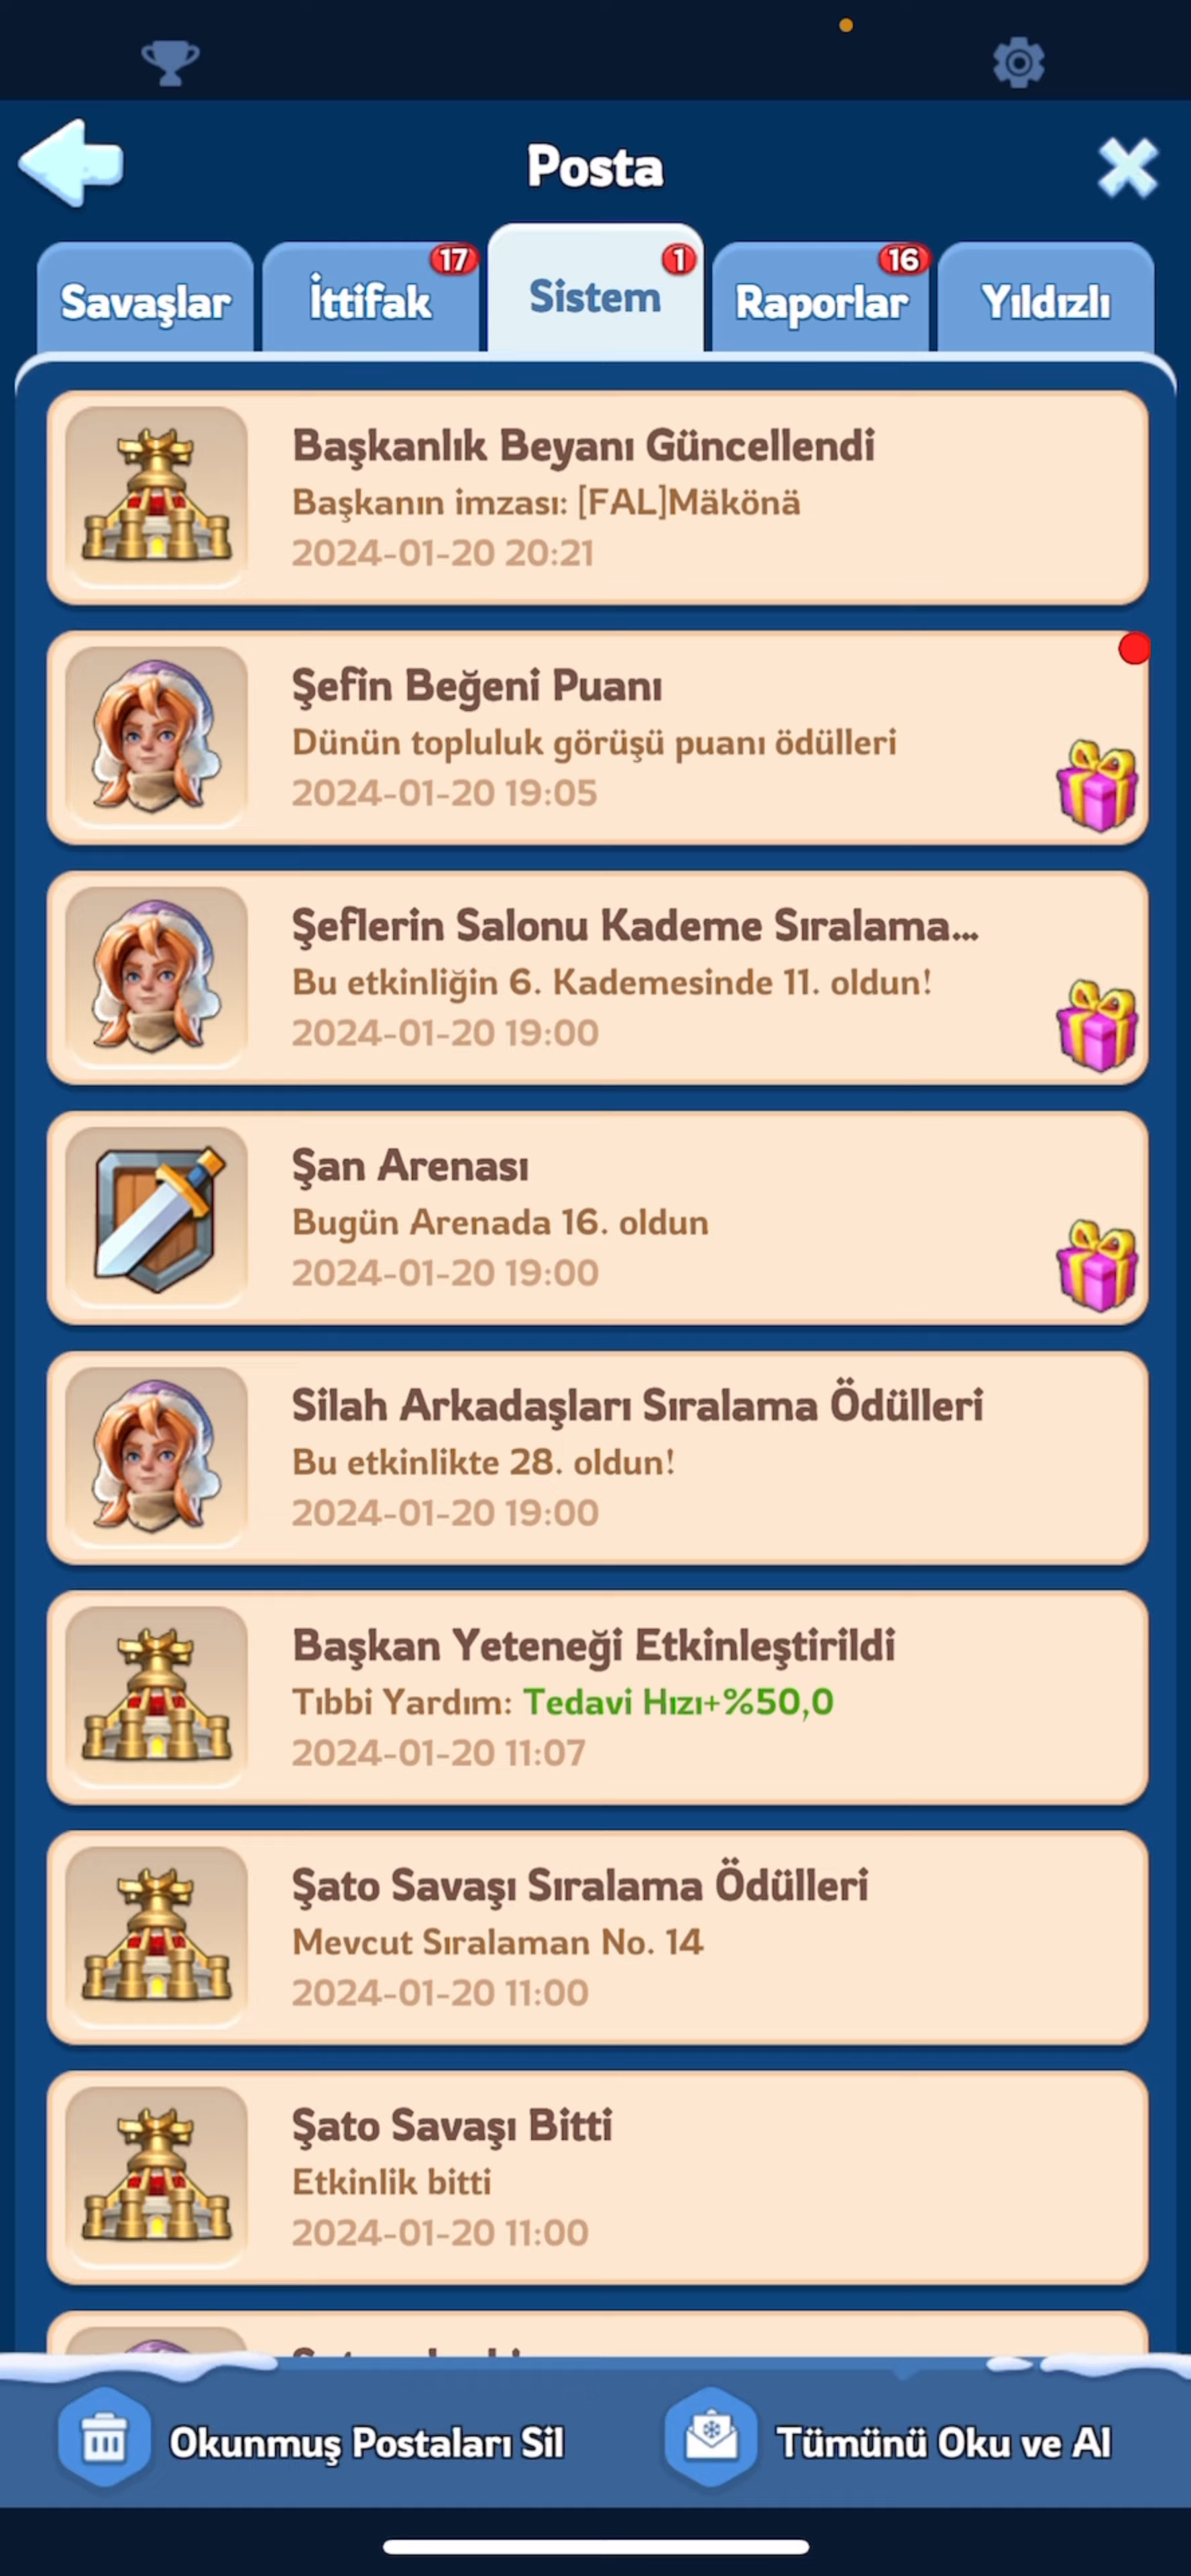 Posta
Savaşlar
İttifak
17
Sistem
1
Raporlar
16
Yıldızlı
Başkanlık Beyanı Güncellendi
Başkanın imzası: [FAL]Mäkönä
2024-01-20 20:21
Şefin Beğeni Puanı
Dünün topluluk görüşü puanı ödülleri
2024-01-20 19:05
Şeflerin Salonu Kademe Sıralama...
Bu etkinliğin 6. Kademesinde 11. oldun!
2024-01-20 19:00
Şan Arenası
Bugün Arenada 16. oldun
2024-01-20 19:00
Silah Arkadaşları Sıralama Ödülleri
Bu etkinlikte 28. oldun!
2024-01-20 19:00
Başkan Yeteneği Etkinleştirildi
Tıbbi Yardım: Tedavi Hızı+%50,0
2024-01-20 11:07
Şato Savaşı Sıralama Ödülleri
Mevcut Sıralaman No. 14
2024-01-20 11:00
Şato Savaşı Bitti
Etkinlik bitti
2024-01-20 11:00
Okunmuş Postaları Sil
Tümünü Oku ve Al